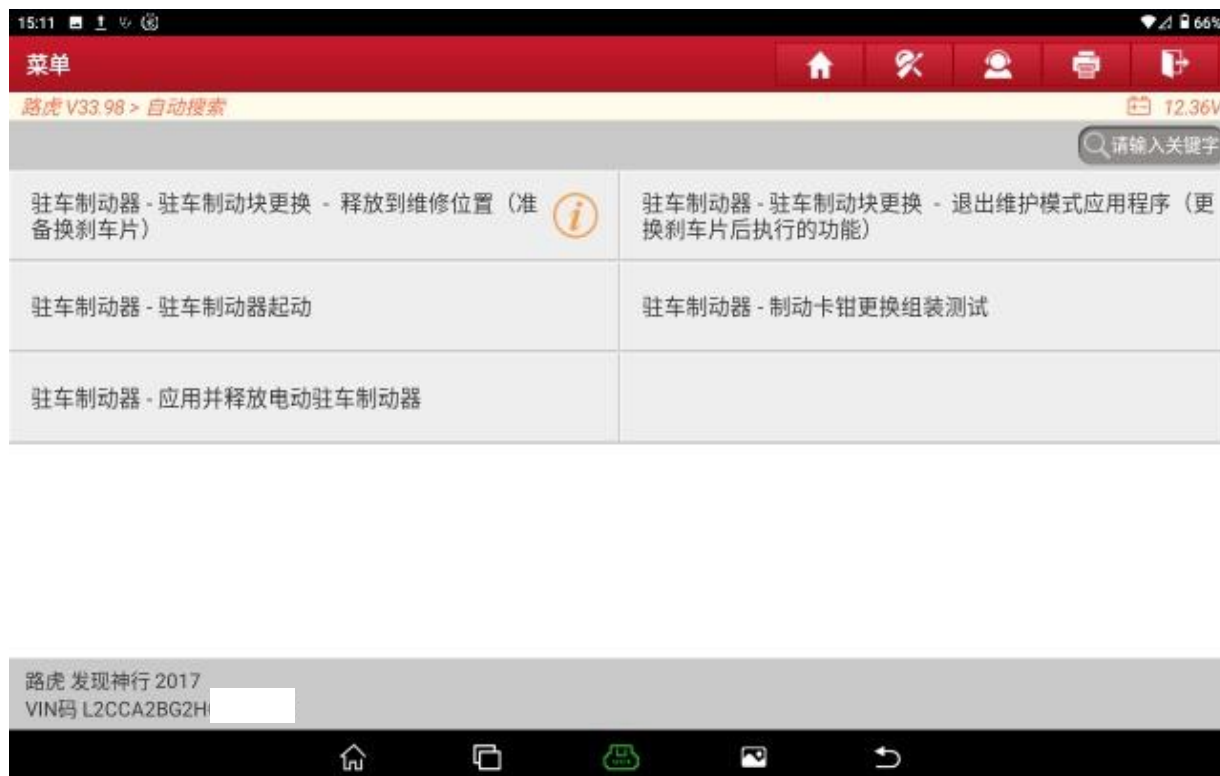 15:11
66%
菜单
路虎 V33.98 > 自动搜索
12.36V
请输入关键字
驻车制动器 - 驻车制动块更换 - 释放到维修位置（准
备换刹车片）
驻车制动器 - 驻车制动块更换 - 退出维护模式应用程序（更
换刹车片后执行的功能）
驻车制动器 - 驻车制动器起动
驻车制动器 - 制动卡钳更换组装测试
驻车制动器 - 应用并释放电动驻车制动器
路虎 发现神行 2017
VIN码 L2CCA2BG2H